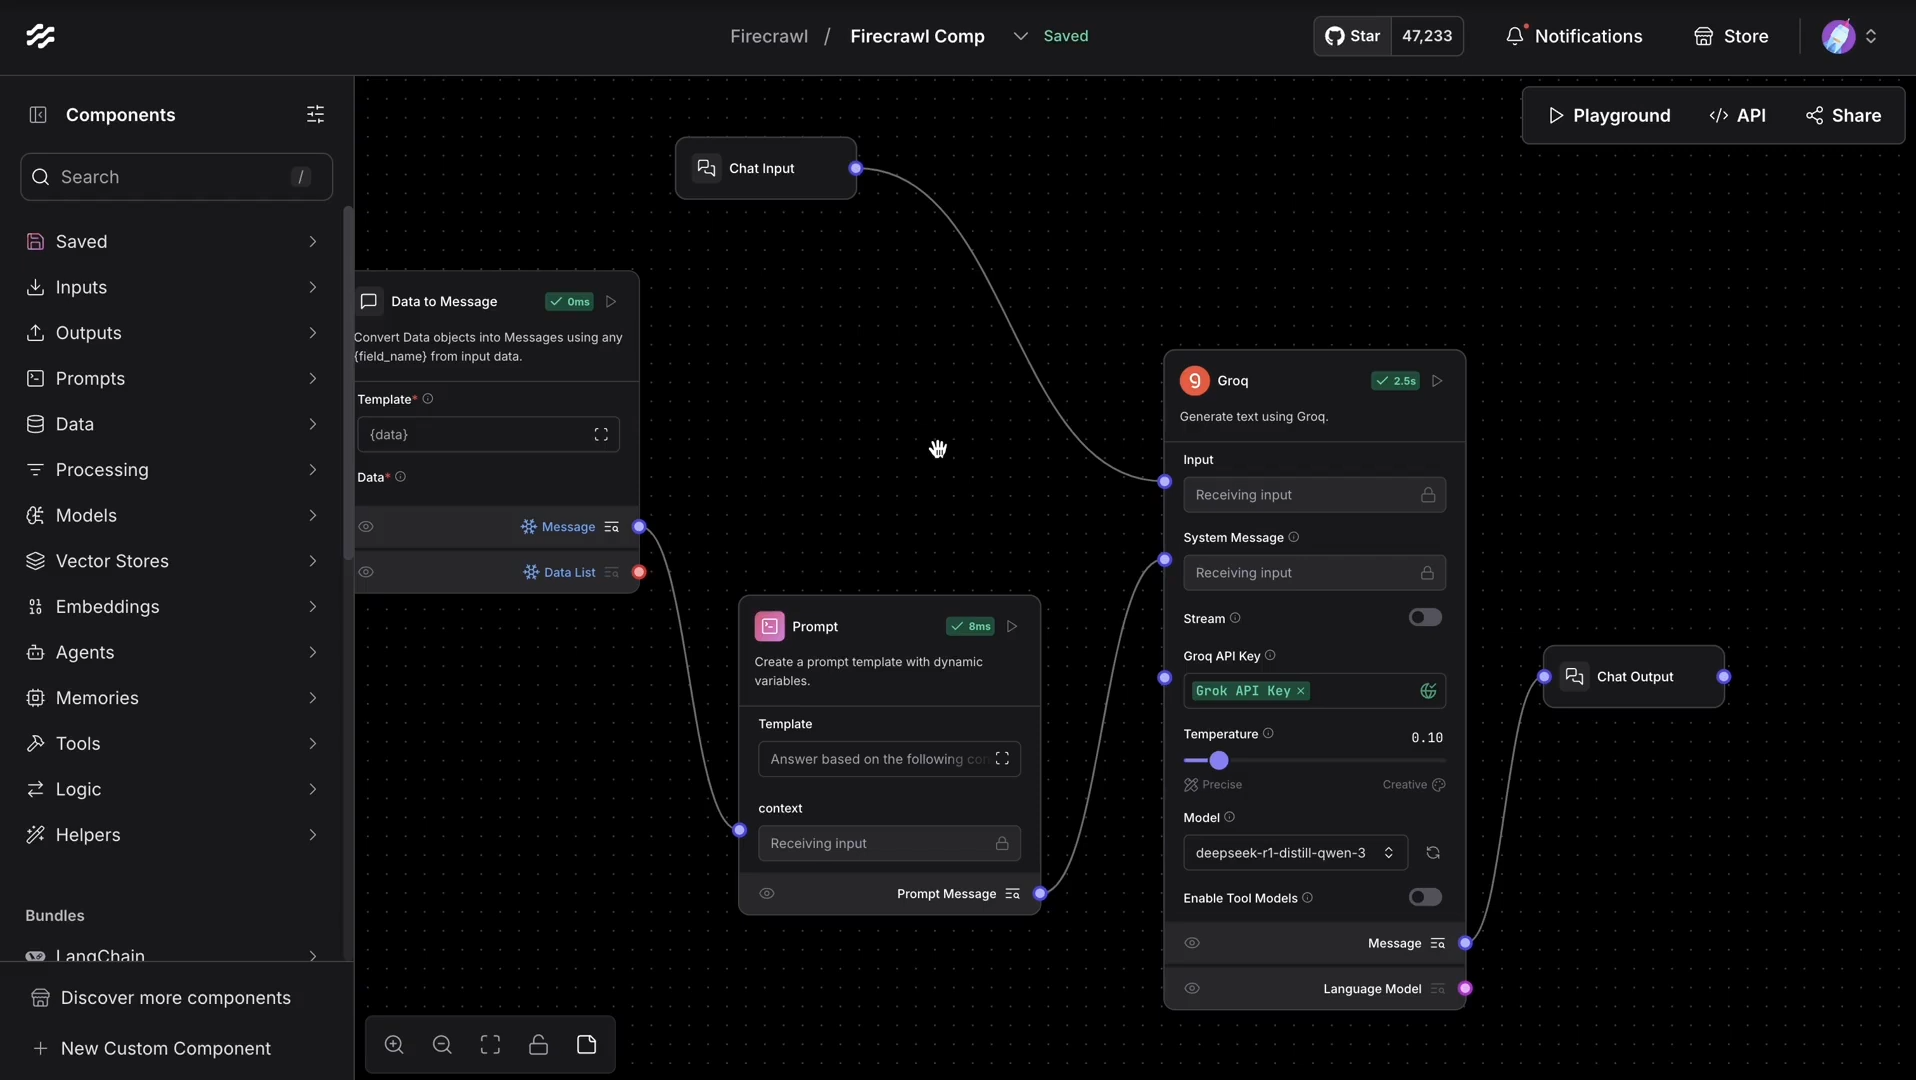 Firecrawl / Firecrawl Comp Saved
Star 47,233
Notifications
Store
Components
Search /
Saved
Inputs
Outputs
Prompts
Data
Processing
Models
Vector Stores
Embeddings
Agents
Memories
Tools
Logic
Helpers
Bundles
LangChain
Discover more components
New Custom Component
Playground
API
Share
Chat Input
Data to Message 0ms
Convert Data objects into Messages using any
{field_name} from input data.
Template*
{data}
Data*
Message
Data List
Prompt 8ms
Create a prompt template with dynamic
variables.
Template
Answer based on the following con
context
Receiving input
Prompt Message
Groq 2.5s
Generate text using Groq.
Input
Receiving input
System Message
Receiving input
Stream
Groq API Key
Grok API Key ×
Temperature 0.10
Precise Creative
Model
deepseek-r1-distill-qwen-3
Enable Tool Models
Message
Language Model
Chat Output